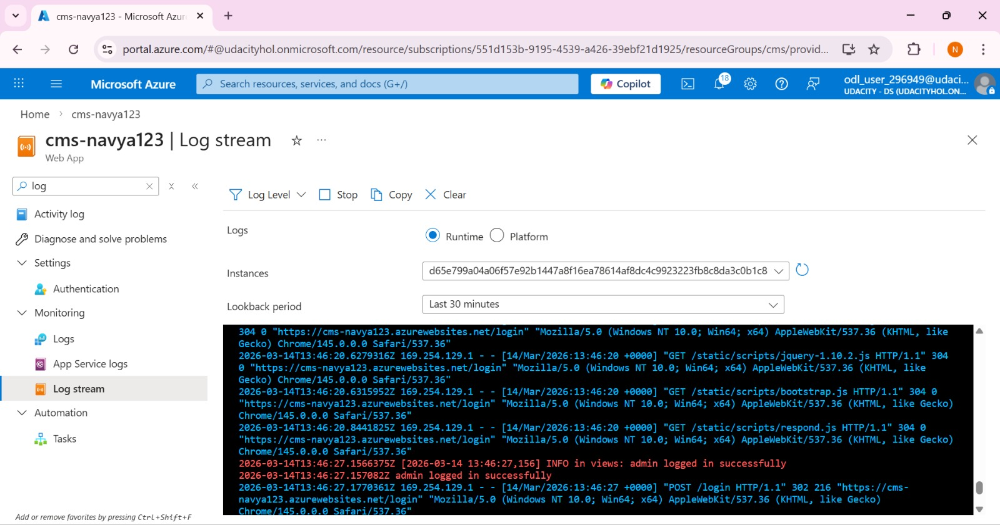 cms-navya123 - Microsoft Azur
portal.azure.com/#@udacityhol.onmicrosoft.com/resource/subscriptions/551d153b-9195-4539-a426-39ebf21d1925/resourceGroups/cms/provid...
N
Microsoft Azure
Search resources, services, and docs (G+/)
Copilot
18
odl_user_296949@udaci...
UDACITY - DS (UDACITYHOL.ON...
Home > cms-navya123
cms-navya123 | Log stream
Web App
log
Activity log
Diagnose and solve problems
Settings
Authentication
Monitoring
Logs
App Service logs
Log stream
Automation
Tasks
Add or remove favorites by pressing Ctrl+Shift+F
Log Level Stop Copy Clear
Logs
Runtime Platform
Instances
d65e799a04a06f57e92b1447a8f16ea78614af8dc4c9923223fb8c8da3c0b1c8
Lookback period
Last 30 minutes
304 0 "https://cms-navya123.azurewebsites.net/login" "Mozilla/5.0 (Windows NT 10.0; Win64; x64) AppleWebKit/537.36 (KHTML, like
Gecko) Chrome/145.0.0.0 Safari/537.36"
2026-03-14T13:46:20.6279316Z 169.254.129.1 - - [14/Mar/2026:13:46:20 +0000] "GET /static/scripts/jquery-1.10.2.js HTTP/1.1" 304
0 "https://cms-navya123.azurewebsites.net/login" "Mozilla/5.0 (Windows NT 10.0; Win64; x64) AppleWebKit/537.36 (KHTML, like
Gecko) Chrome/145.0.0.0 Safari/537.36"
2026-03-14T13:46:20.6315952Z 169.254.129.1 - - [14/Mar/2026:13:46:20 +0000] "GET /static/scripts/bootstrap.js HTTP/1.1" 304 0
"https://cms-navya123.azurewebsites.net/login" "Mozilla/5.0 (Windows NT 10.0; Win64; x64) AppleWebKit/537.36 (KHTML, like Gecko)
Chrome/145.0.0.0 Safari/537.36"
2026-03-14T13:46:20.8441825Z 169.254.129.1 - - [14/Mar/2026:13:46:20 +0000] "GET /static/scripts/respond.js HTTP/1.1" 304 0
"https://cms-navya123.azurewebsites.net/login" "Mozilla/5.0 (Windows NT 10.0; Win64; x64) AppleWebKit/537.36 (KHTML, like Gecko)
Chrome/145.0.0.0 Safari/537.36"
2026-03-14T13:46:27.1566375Z [2026-03-14 13:46:27,156] INFO in views: admin logged in successfully
2026-03-14T13:46:27.157082Z admin logged in successfully
2026-03-14T13:46:27.1770361Z 169.254.129.1 - - [14/Mar/2026:13:46:27 +0000] "POST /login HTTP/1.1" 302 216 "https://cms-
navya123.azurewebsites.net/login" "Mozilla/5.0 (Windows NT 10.0; Win64; x64) AppleWebKit/537.36 (KHTML, like Gecko)
Chrome/145.0.0.0 Safari/537.36"